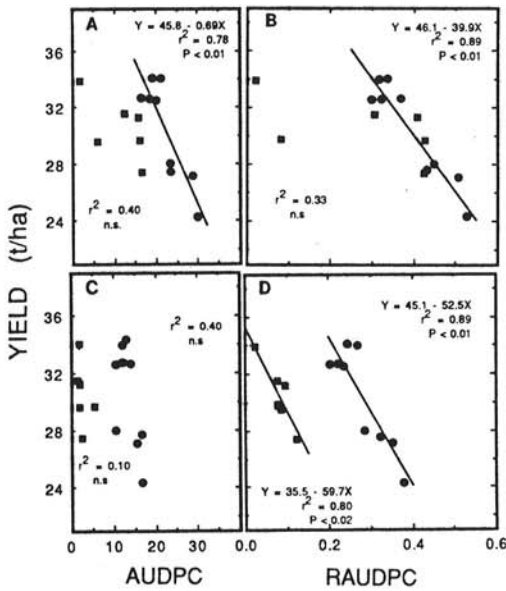 A
Y = 45.8 - 0.69X
r2 = 0.78
P < 0.01
r2 = 0.40
n.s.
B
Y = 46.1 - 39.9X
r2 = 0.89
P < 0.01
r2 = 0.33
n.s
36
32
28
24
C
r2 = 0.40
n.s
r2 = 0.10
n.s
D
Y = 45.1 - 52.5X
r2 = 0.89
P < 0.01
Y = 35.5 - 59.7X
r2 = 0.80
P < 0.02
36
32
28
24
YIELD (t/ha)
0 10 20 30
0.0 0.2 0.4 0.6
AUDPC
RAUDPC